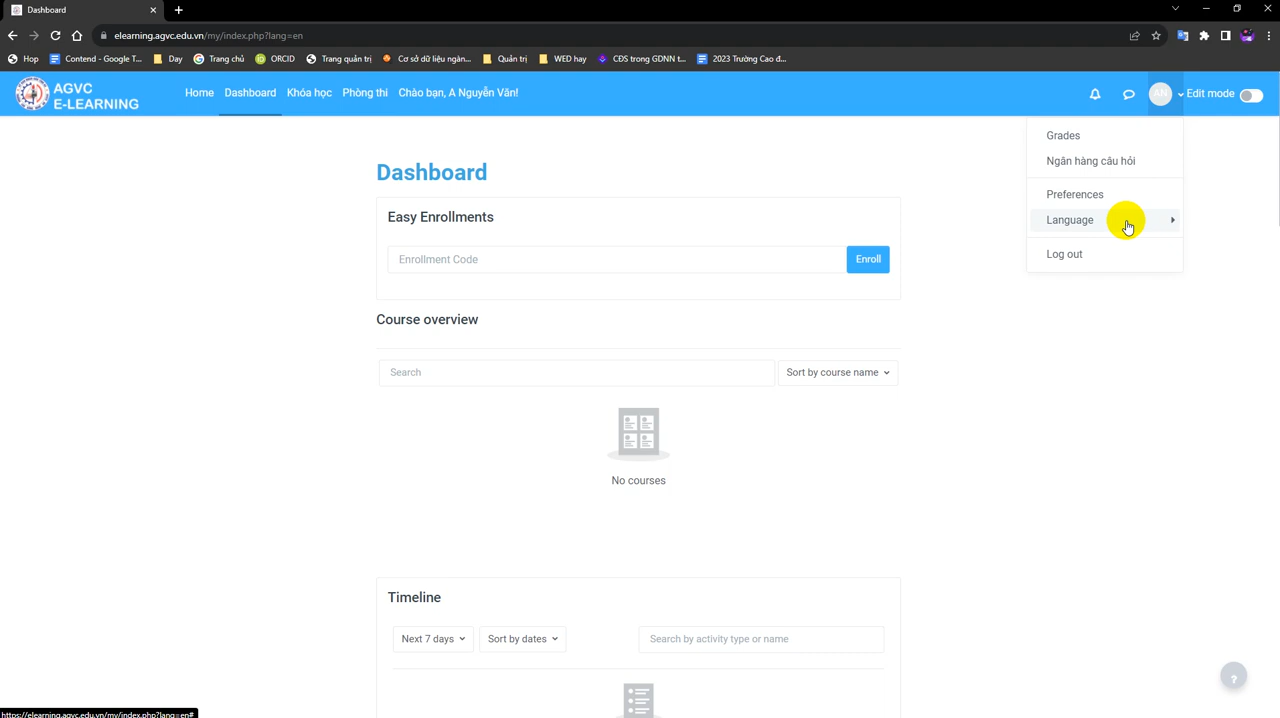 Dashboard
elearning.agvc.edu.vn/my/index.php?lang=en
Hop
Contend - Google T...
Day
Trang chủ
ORCID
Trang quản trị
Cơ sở dữ liệu ngàn...
Quản trị
WED hay
CĐS trong GDNN t...
2023 Trường Cao đ...
AGVC
E-LEARNING
Home
Dashboard
Khóa học
Phòng thi
Chào bạn, A Nguyễn Văn!
AN
Edit mode
Grades
Ngân hàng câu hỏi
Preferences
Language
Log out
Dashboard
Easy Enrollments
Enrollment Code
Enroll
Course overview
Search
Sort by course name
No courses
Timeline
Next 7 days
Sort by dates
Search by activity type or name
?
https://elearning.agvc.edu.vn/my/index.php?lang=en#